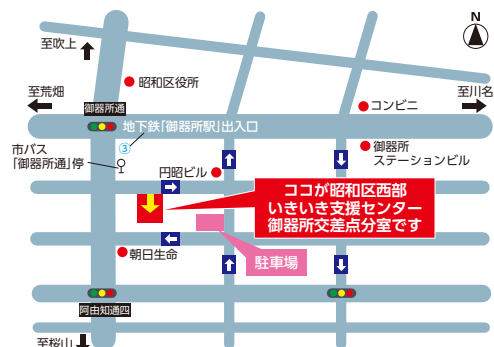 N
至吹上
昭和区役所
至荒畑
コンビニ
至川名
御器所通
地下鉄「御器所駅」出入口
③
市バス
「御器所通」停
円昭ビル
御器所
ステーションビル
ココが昭和区西部
いきいき支援センター
御器所交差点分室です
朝日生命
駐車場
阿由知通四
至桜山